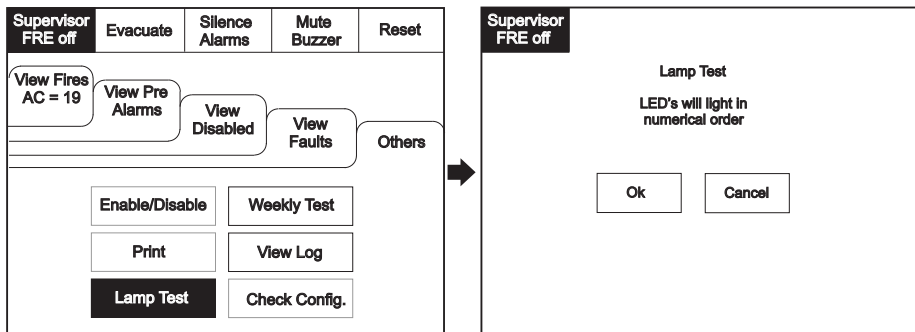 Supervisor
FRE off
Evacuate
Silence
Alarms
Mute
Buzzer
Reset
View Fires
AC = 19
View Pre
Alarms
View
Disabled
View
Faults
Others
Enable/Disable
Weekly Test
Print
View Log
Lamp Test
Check Config.
Supervisor
FRE off
Lamp Test
LED's will light in
numerical order
Ok
Cancel